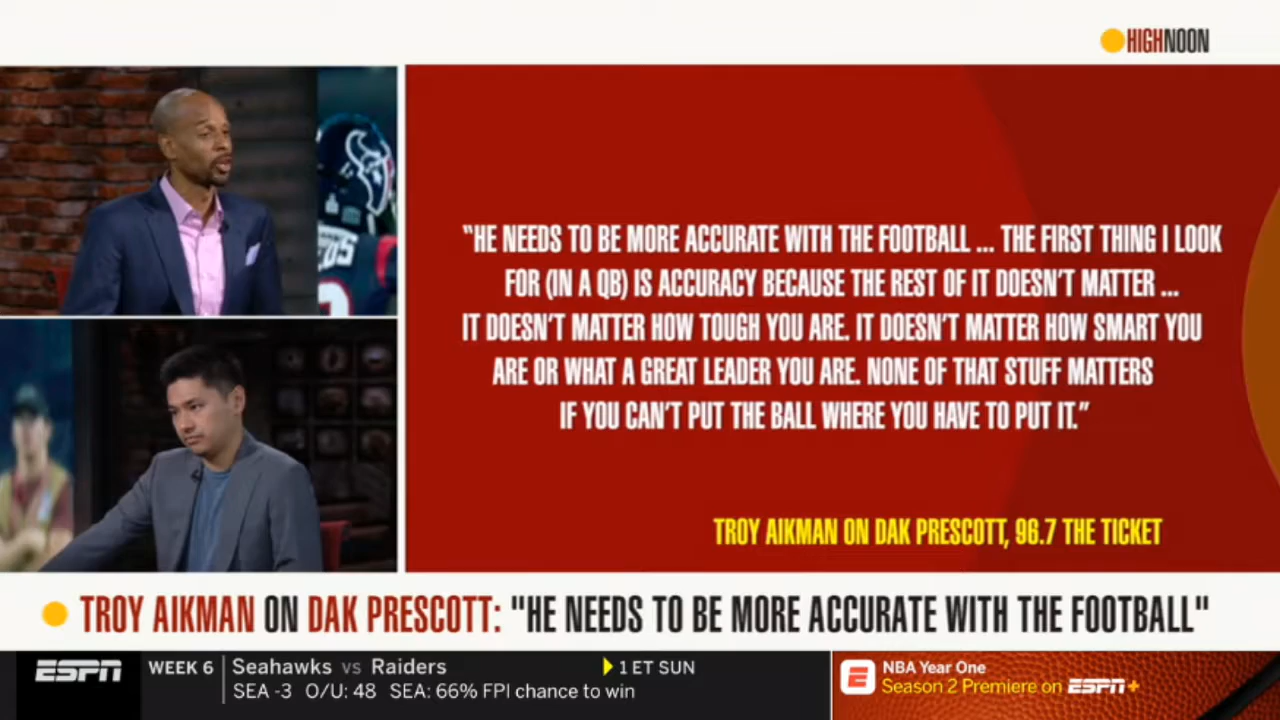 HIGHNOON
"HE NEEDS TO BE MORE ACCURATE WITH THE FOOTBALL ... THE FIRST THING I LOOK
FOR (IN A QB) IS ACCURACY BECAUSE THE REST OF IT DOESN'T MATTER ...
IT DOESN'T MATTER HOW TOUGH YOU ARE. IT DOESN'T MATTER HOW SMART YOU
ARE OR WHAT A GREAT LEADER YOU ARE. NONE OF THAT STUFF MATTERS
IF YOU CAN'T PUT THE BALL WHERE YOU HAVE TO PUT IT."
TROY AIKMAN ON DAK PRESCOTT, 96.7 THE TICKET
TROY AIKMAN ON DAK PRESCOTT: "HE NEEDS TO BE MORE ACCURATE WITH THE FOOTBALL"
ESPN
WEEK 6
Seahawks vs Raiders
1 ET SUN
SEA -3 O/U: 48 SEA: 66% FPI chance to win
E
NBA Year One
Season 2 Premiere on ESPN+